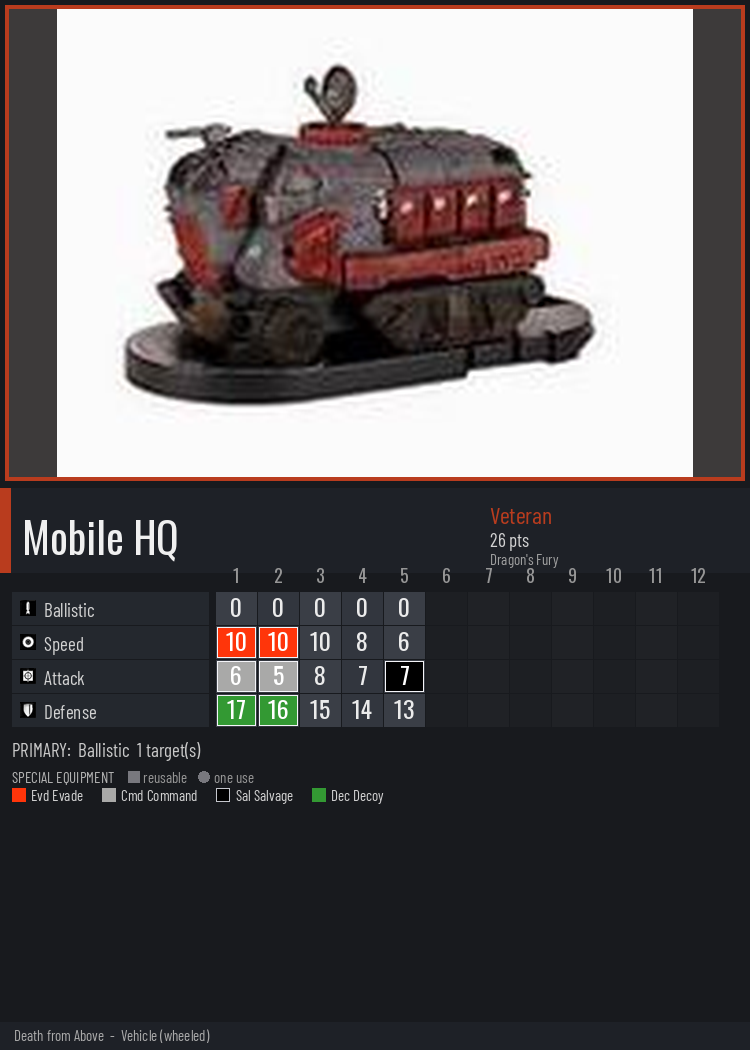 Mobile HQ
Veteran
26 pts
Dragon's Fury
1 2 3 4 5 6 7 8 9 10 11 12
Ballistic 0 0 0 0 0
Speed 10 10 10 8 6
Attack 6 5 8 7 7
Defense 17 16 15 14 13
PRIMARY: Ballistic 1 target(s)
SPECIAL EQUIPMENT reusable one use
Evd Evade Cmd Command Sal Salvage Dec Decoy
Death from Above - Vehicle (wheeled)